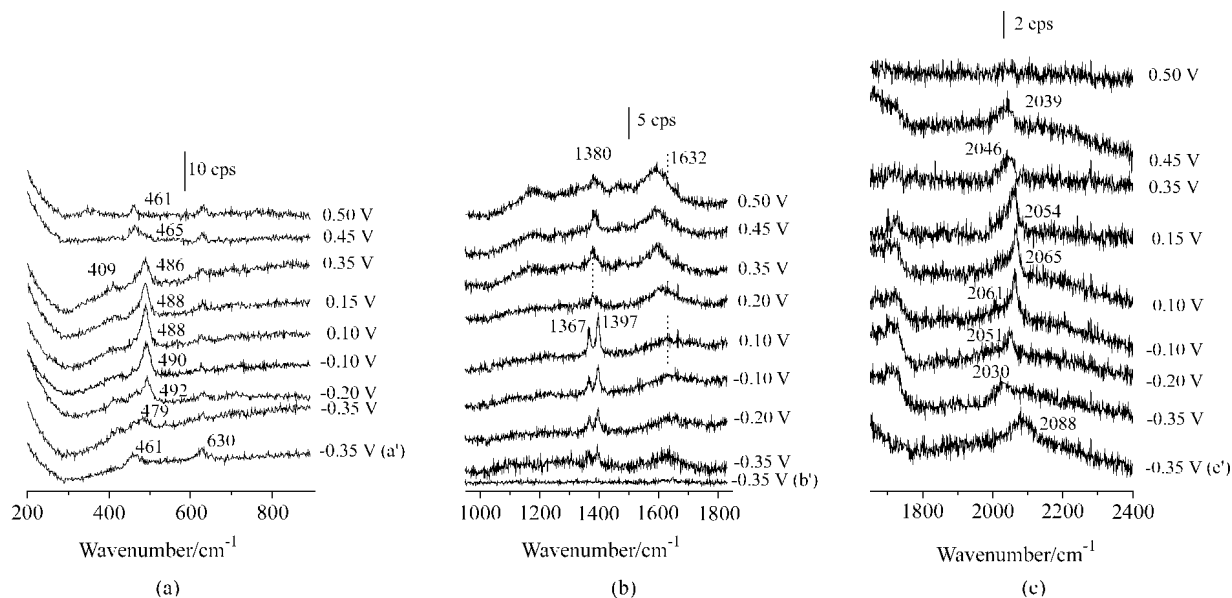 10 cps
461
0.50 V
465
0.45 V
409
486
0.35 V
488
0.15 V
488
0.10 V
490
-0.10 V
492
-0.20 V
479
-0.35 V
461
630
-0.35 V (a')
200 400 600 800
Wavenumber/cm-1
(a)
5 cps
1380
1632
0.50 V
0.45 V
0.35 V
0.20 V
1367
1397
0.10 V
-0.10 V
-0.20 V
-0.35 V
-0.35 V (b')
1000 1200 1400 1600 1800
Wavenumber/cm-1
(b)
2 cps
0.50 V
2039
0.45 V
2046
0.35 V
2054
0.15 V
2065
0.10 V
2061
-0.10 V
2051
-0.20 V
2030
-0.35 V
2088
-0.35 V (c')
1800 2000 2200 2400
Wavenumber/cm-1
(c)